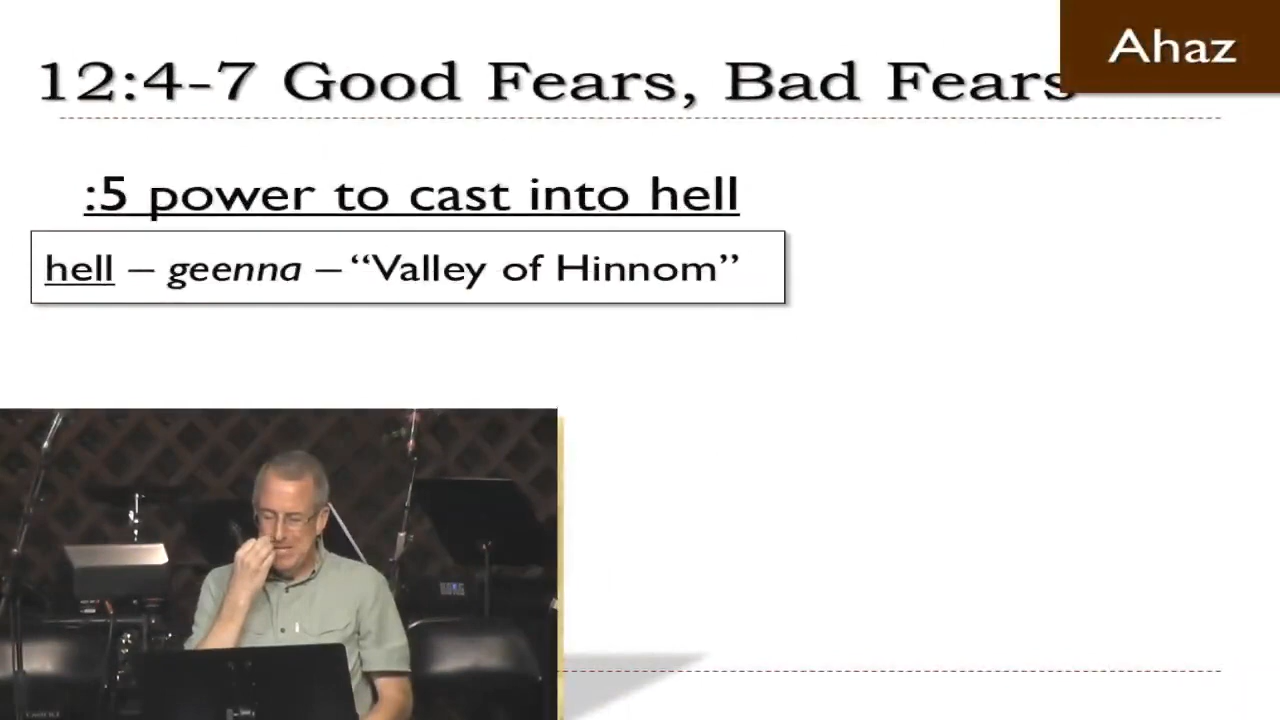 Ahaz
12:4-7 Good Fears, Bad Fears
:5 power to cast into hell
hell – geenna – “Valley of Hinnom”